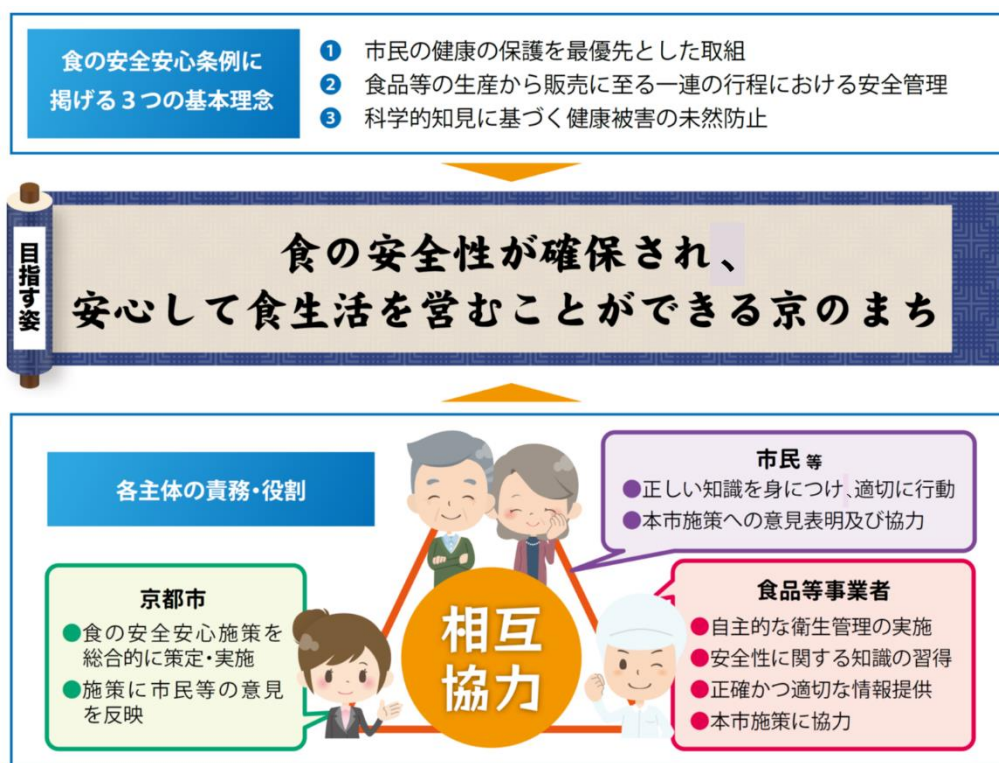 食の安全安心条例に
掲げる3つの基本理念
1 市民の健康の保護を最優先とした取組
2 食品等の生産から販売に至る一連の行程における安全管理
3 科学的知見に基づく健康被害の未然防止
目指す姿
食の安全性が確保され、
安心して食生活を営むことができる京のまち
各主体の責務・役割
市民 等
●正しい知識を身につけ、適切に行動
●本市施策への意見表明及び協力
京都市
●食の安全安心施策を
総合的に策定・実施
●施策に市民等の意見
を反映
相互
協力
食品等事業者
●自主的な衛生管理の実施
●安全性に関する知識の習得
●正確かつ適切な情報提供
●本市施策に協力